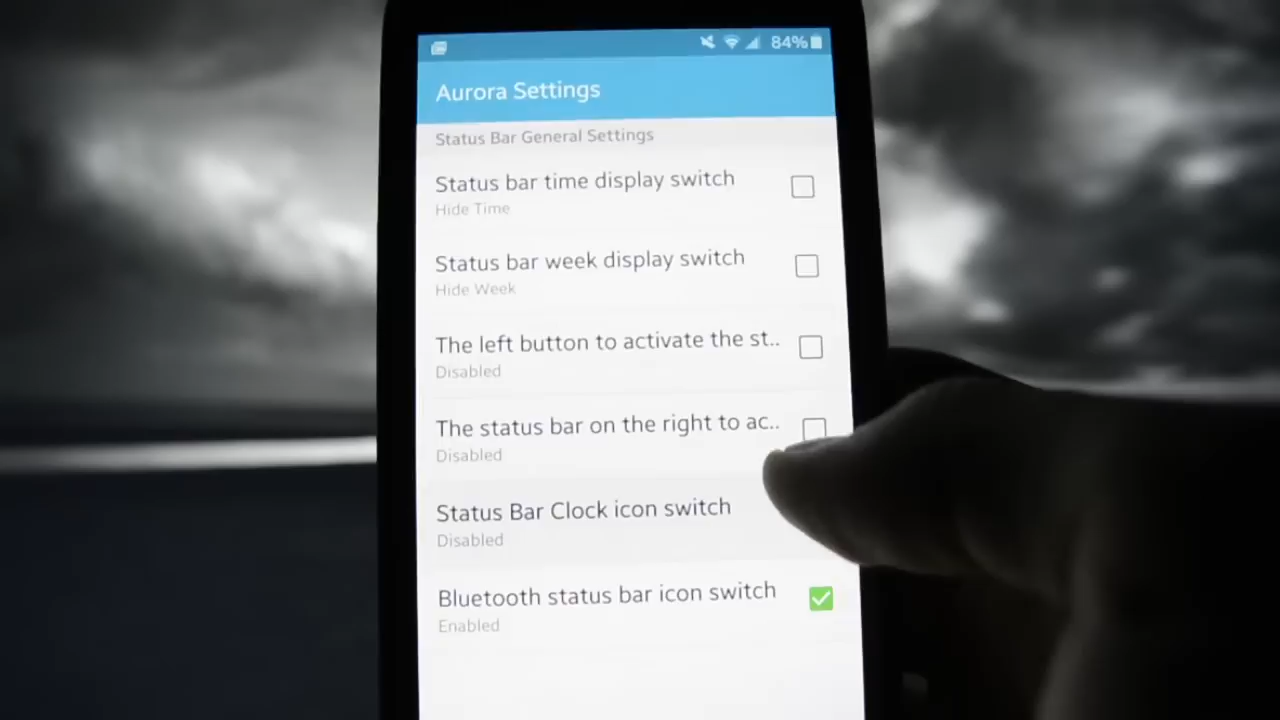 84%
Aurora Settings
Status Bar General Settings
Status bar time display switch
Hide Time
Status bar week display switch
Hide Week
The left button to activate the st..
Disabled
The status bar on the right to ac..
Disabled
Status Bar Clock icon switch
Disabled
Bluetooth status bar icon switch
Enabled